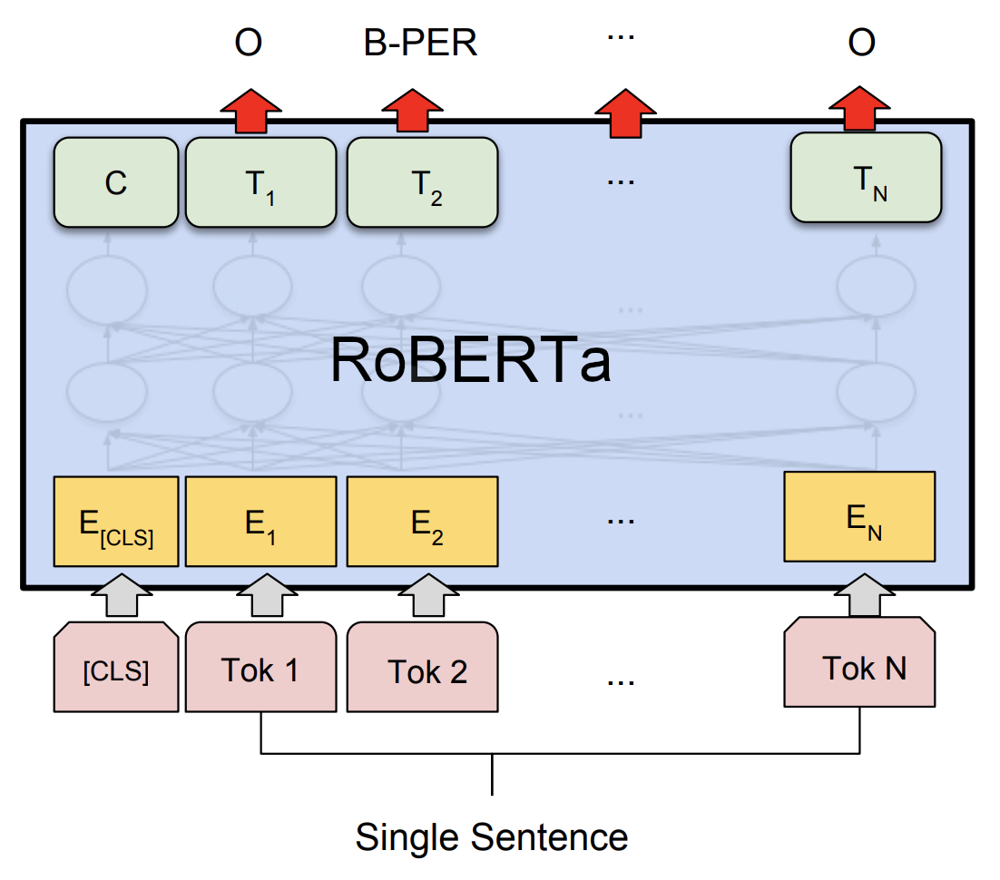 O B-PER ... O
C T1 T2 ... TN
...
RoBERTa
...
E[CLS] E1 E2 ... EN
[CLS] Tok 1 Tok 2 ... Tok N
Single Sentence